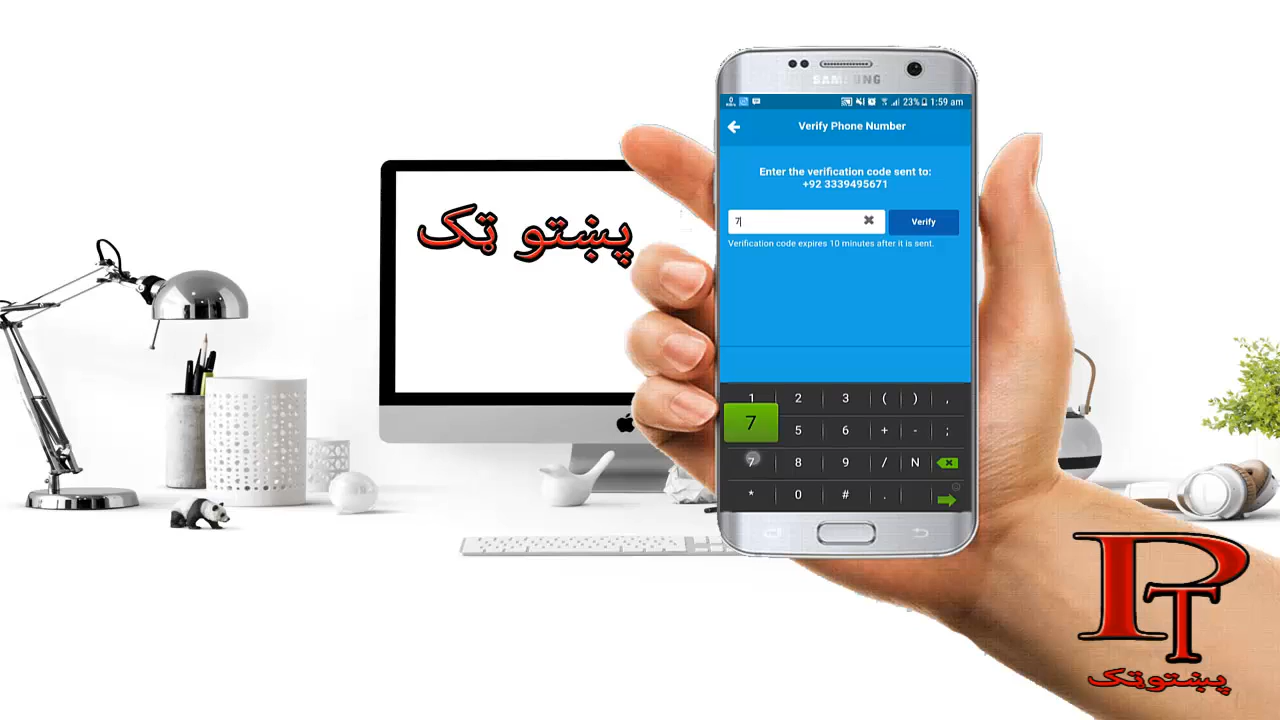 پښتو ټک
SAMSUNG
23% 1:59 am
Verify Phone Number
Enter the verification code sent to:
+92 3339495671
7
Verify
Verification code expires 10 minutes after it is sent.
1 2 3 ( ) ,
7
5 6 + - ;
7 8 9 / N
* 0 # .
PT
پښتوټک